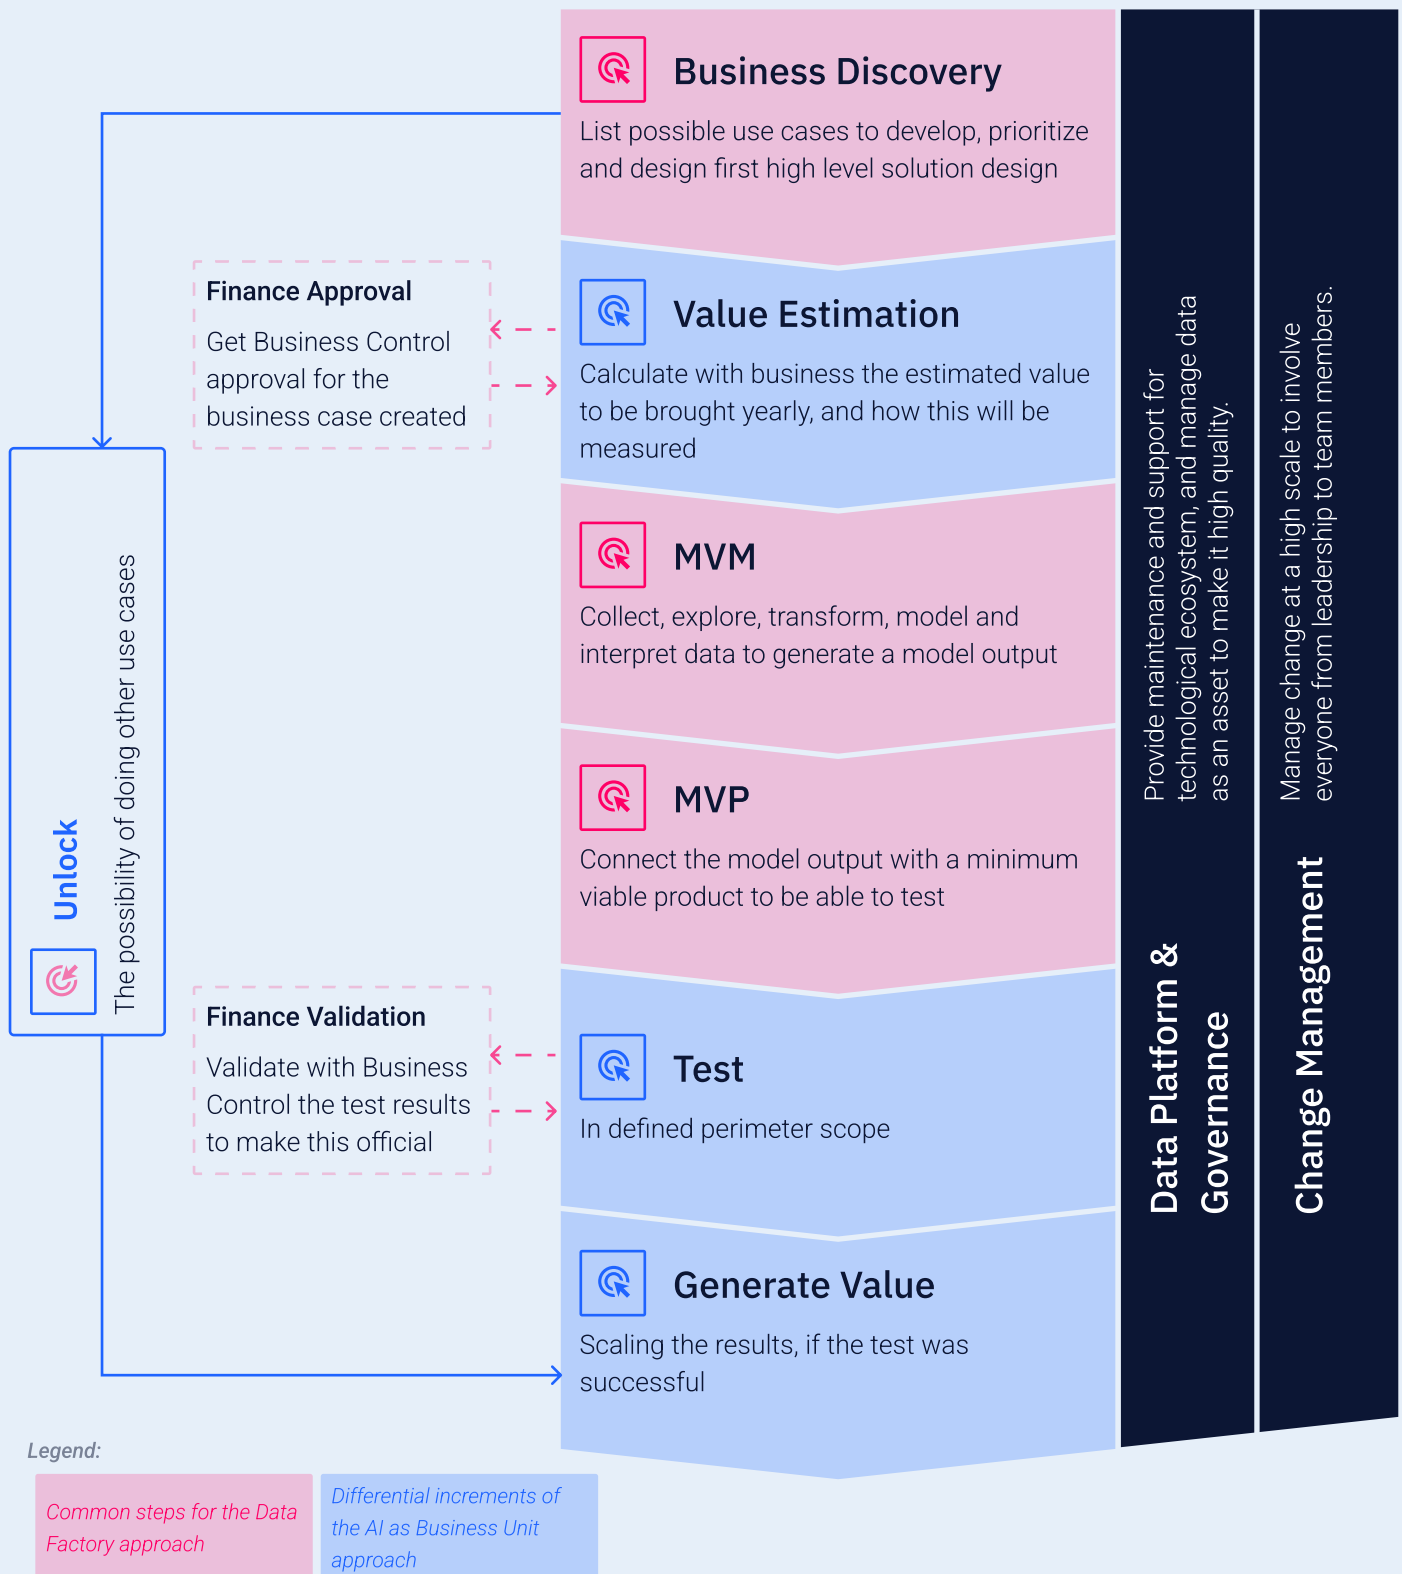 Business Discovery
List possible use cases to develop, prioritize
and design first high level solution design
Finance Approval
Get Business Control
approval for the
business case created
Value Estimation
Calculate with business the estimated value
to be brought yearly, and how this will be
measured
MVM
Collect, explore, transform, model and
interpret data to generate a model output
MVP
Connect the model output with a minimum
viable product to be able to test
Unlock
The possibility of doing other use cases
Finance Validation
Validate with Business
Control the test results
to make this official
Test
In defined perimeter scope
Generate Value
Scaling the results, if the test was
successful
Data Platform &
Governance
Provide maintenance and support for
technological ecosystem, and manage data
as an asset to make it high quality.
Change Management
Manage change at a high scale to involve
everyone from leadership to team members.
Legend:
Common steps for the Data
Factory approach
Differential increments of
the AI as Business Unit
approach